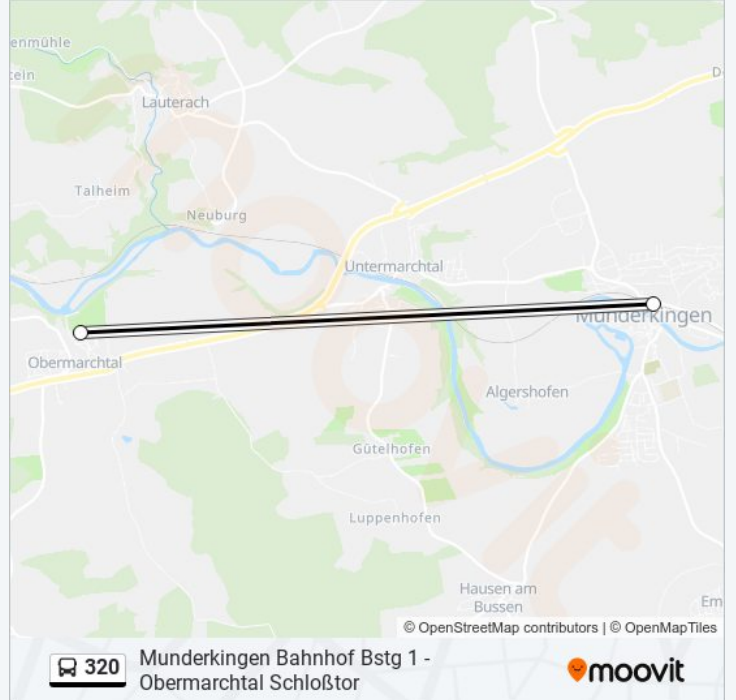 enmühle
tein
D
Lauterach
Talheim
Neuburg
Untermarchtal
Munderkingen
Obermarchtal
Algershofen
Gütelhofen
Luppenhofen
Hausen am
Bussen
Em
© OpenStreetMap contributors | © OpenMapTiles
320
Munderkingen Bahnhof Bstg 1 -
Obermarchtal Schloßtor
moovit